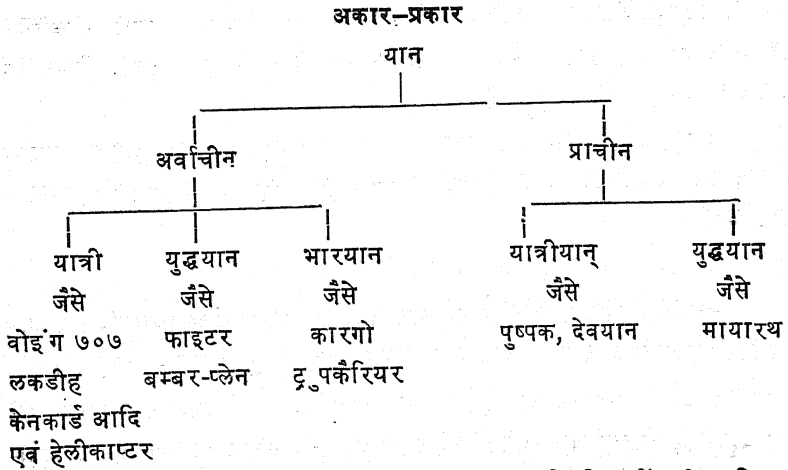 अकार–प्रकार
यान
अर्वाचीन प्राचीन
यात्री युद्धयान भारयान यात्रीयान् युद्धयान
जैसे जैसे जैसे जैसे जैसे
वोइंग ७०७ फाइटर कारगो पुष्पक, देवयान मायारथ
लकडीह बम्बर-प्लेन ट्रुपकैरियर
केनकार्ड आदि
एवं हेलीकाप्टर